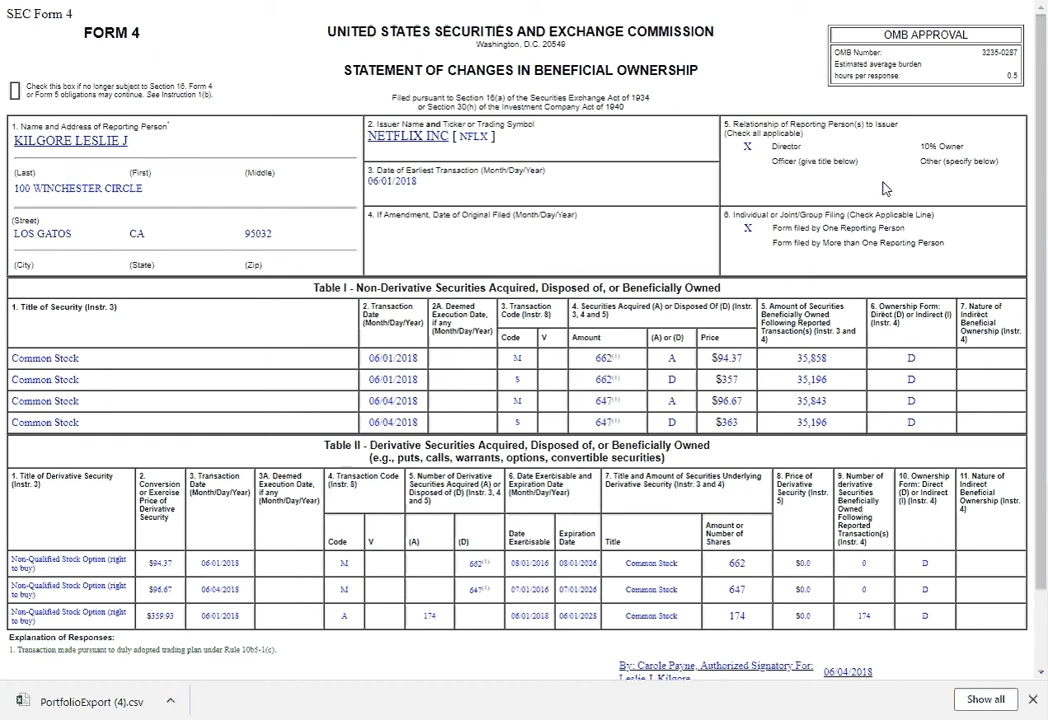 SEC Form 4
FORM 4
UNITED STATES SECURITIES AND EXCHANGE COMMISSION
Washington, D.C. 20549
STATEMENT OF CHANGES IN BENEFICIAL OWNERSHIP
Filed pursuant to Section 16(a) of the Securities Exchange Act of 1934
or Section 30(h) of the Investment Company Act of 1940
OMB APPROVAL
OMB Number: 3235-0287
Estimated average burden
hours per response: 0.5
Check this box if no longer subject to Section 16. Form 4
or Form 5 obligations may continue. See Instruction 1(b).
1. Name and Address of Reporting Person*
KILGORE LESLIE J
(Last) (First) (Middle)
100 WINCHESTER CIRCLE
(Street)
LOS GATOS CA 95032
(City) (State) (Zip)
2. Issuer Name and Ticker or Trading Symbol
NETFLIX INC [ NFLX ]
3. Date of Earliest Transaction (Month/Day/Year)
06/01/2018
4. If Amendment, Date of Original Filed (Month/Day/Year)
5. Relationship of Reporting Person(s) to Issuer
(Check all applicable)
X Director 10% Owner
Officer (give title below) Other (specify below)
6. Individual or Joint/Group Filing (Check Applicable Line)
X Form filed by One Reporting Person
Form filed by More than One Reporting Person
Table I - Non-Derivative Securities Acquired, Disposed of, or Beneficially Owned
1. Title of Security (Instr. 3)
2. Transaction
Date
(Month/Day/Year)
2A. Deemed
Execution Date,
if any
(Month/Day/Year)
3. Transaction
Code (Instr. 8)
4. Securities Acquired (A) or Disposed Of (D) (Instr.
3, 4 and 5)
5. Amount of Securities
Beneficially Owned
Following Reported
Transaction(s) (Instr. 3 and
4)
6. Ownership Form:
Direct (D) or Indirect (I)
(Instr. 4)
7. Nature of
Indirect
Beneficial
Ownership (Instr.
4)
Code V Amount (A) or (D) Price
Common Stock 06/01/2018 M 662(1) A $94.37 35,858 D
Common Stock 06/01/2018 S 662(1) D $357 35,196 D
Common Stock 06/04/2018 M 647(1) A $96.67 35,843 D
Common Stock 06/04/2018 S 647(1) D $363 35,196 D
Table II - Derivative Securities Acquired, Disposed of, or Beneficially Owned
(e.g., puts, calls, warrants, options, convertible securities)
1. Title of Derivative Security
(Instr. 3)
2.
Conversion
or Exercise
Price of
Derivative
Security
3. Transaction
Date
(Month/Day/Year)
3A. Deemed
Execution Date,
if any
(Month/Day/Year)
4. Transaction Code
(Instr. 8)
5. Number of Derivative
Securities Acquired (A) or
Disposed of (D) (Instr. 3, 4
and 5)
6. Date Exercisable and
Expiration Date
(Month/Day/Year)
7. Title and Amount of Securities Underlying
Derivative Security (Instr. 3 and 4)
8. Price of
Derivative
Security (Instr.
5)
9. Number of
derivative
Securities
Beneficially
Owned
Following
Reported
Transaction(s)
(Instr. 4)
10. Ownership
Form: Direct
(D) or Indirect
(I) (Instr. 4)
11. Nature of
Indirect
Beneficial
Ownership (Instr.
4)
Code V (A) (D)
Date
Exercisable
Expiration
Date
Title
Amount or
Number of
Shares
Non-Qualified Stock Option (right
to buy) $94.37 06/01/2018 M 662(1) 08/01/2016 08/01/2026 Common Stock 662 $0.0 0 D
Non-Qualified Stock Option (right
to buy) $96.67 06/04/2018 M 647(1) 07/01/2016 07/01/2026 Common Stock 647 $0.0 0 D
Non-Qualified Stock Option (right
to buy) $359.93 06/01/2018 A 174 06/01/2018 06/01/2028 Common Stock 174 $0.0 174 D
Explanation of Responses:
1. Transaction made pursuant to duly adopted trading plan under Rule 10b5-1(c).
By: Carole Payne, Authorized Signatory For:
Leslie J. Kilgore
06/04/2018
PortfolioExport (4).csv
Show all